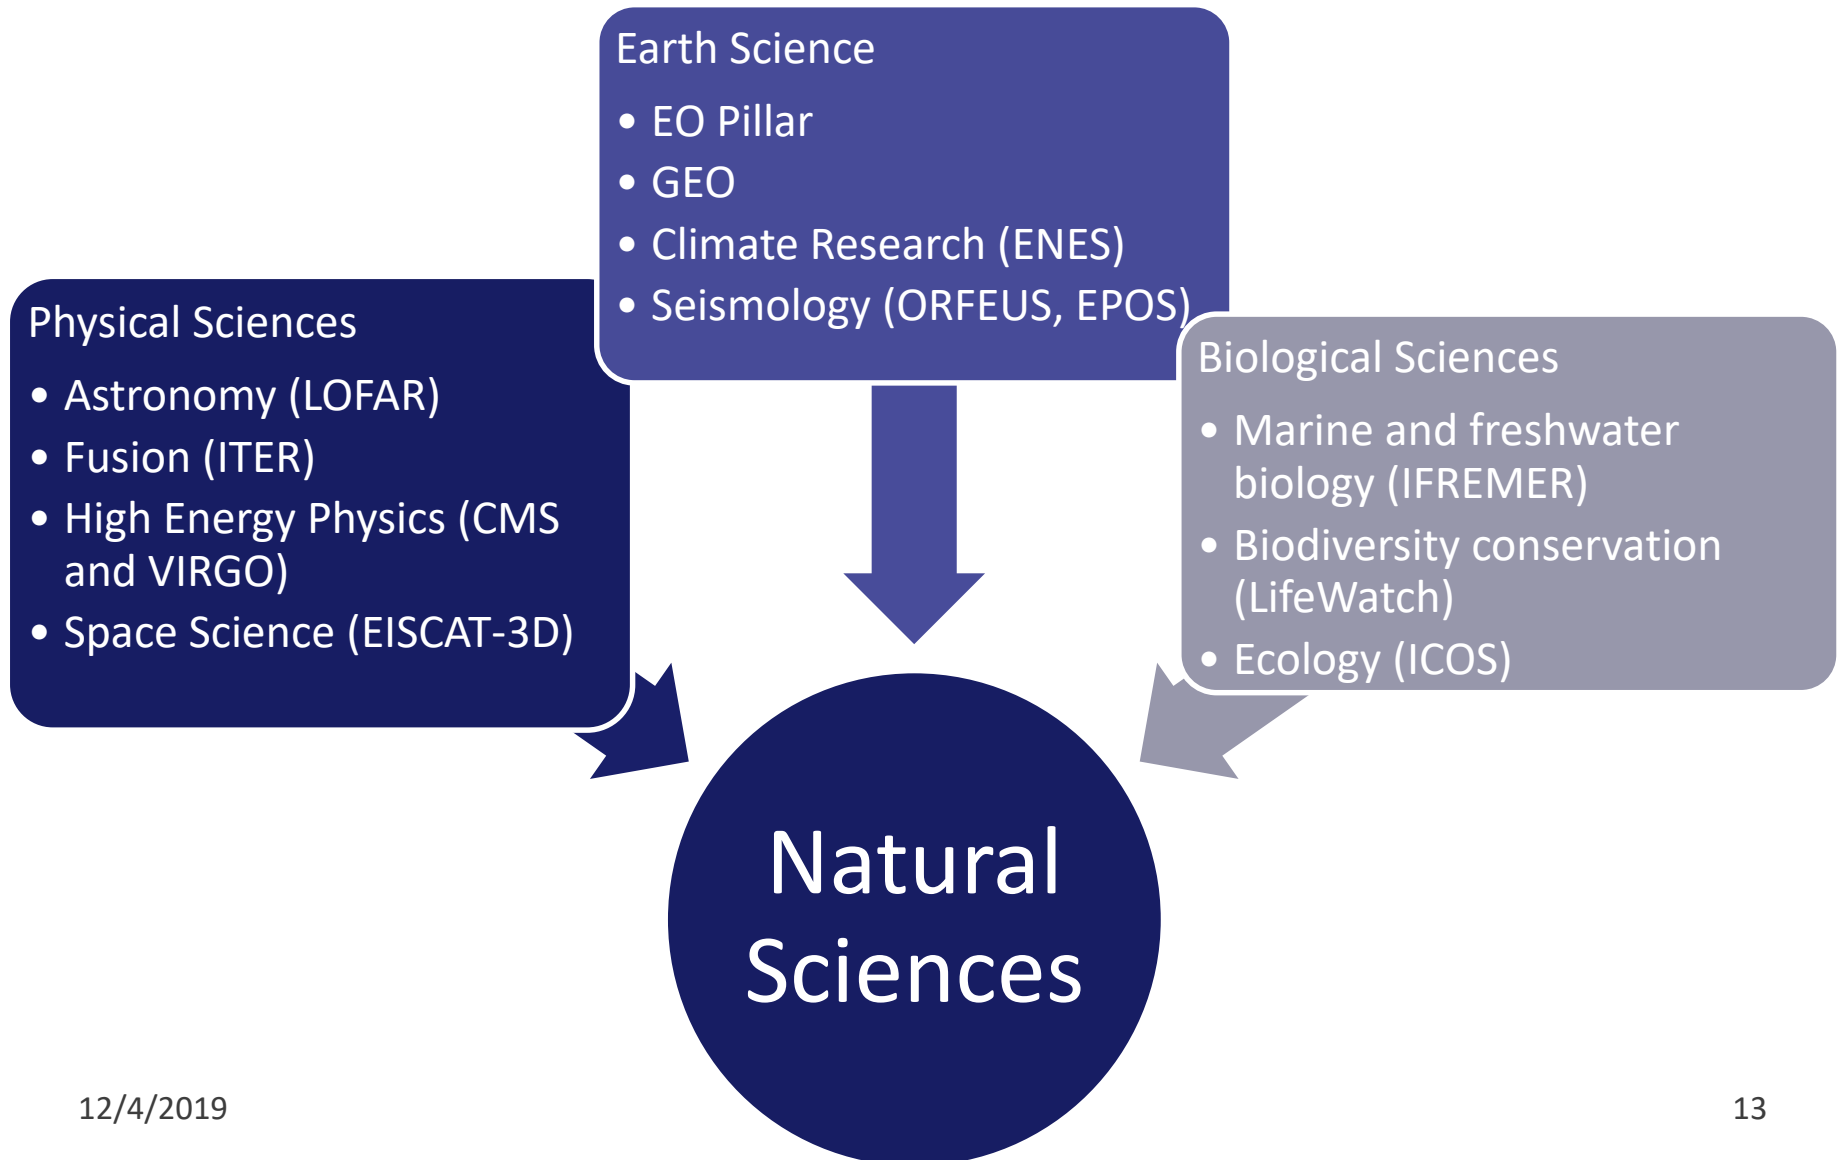 Earth Science
• EO Pillar
• GEO
• Climate Research (ENES)
• Seismology (ORFEUS, EPOS)
Physical Sciences
• Astronomy (LOFAR)
• Fusion (ITER)
• High Energy Physics (CMS
and VIRGO)
• Space Science (EISCAT-3D)
Biological Sciences
• Marine and freshwater
biology (IFREMER)
• Biodiversity conservation
(LifeWatch)
• Ecology (ICOS)
Natural
Sciences
12/4/2019
13